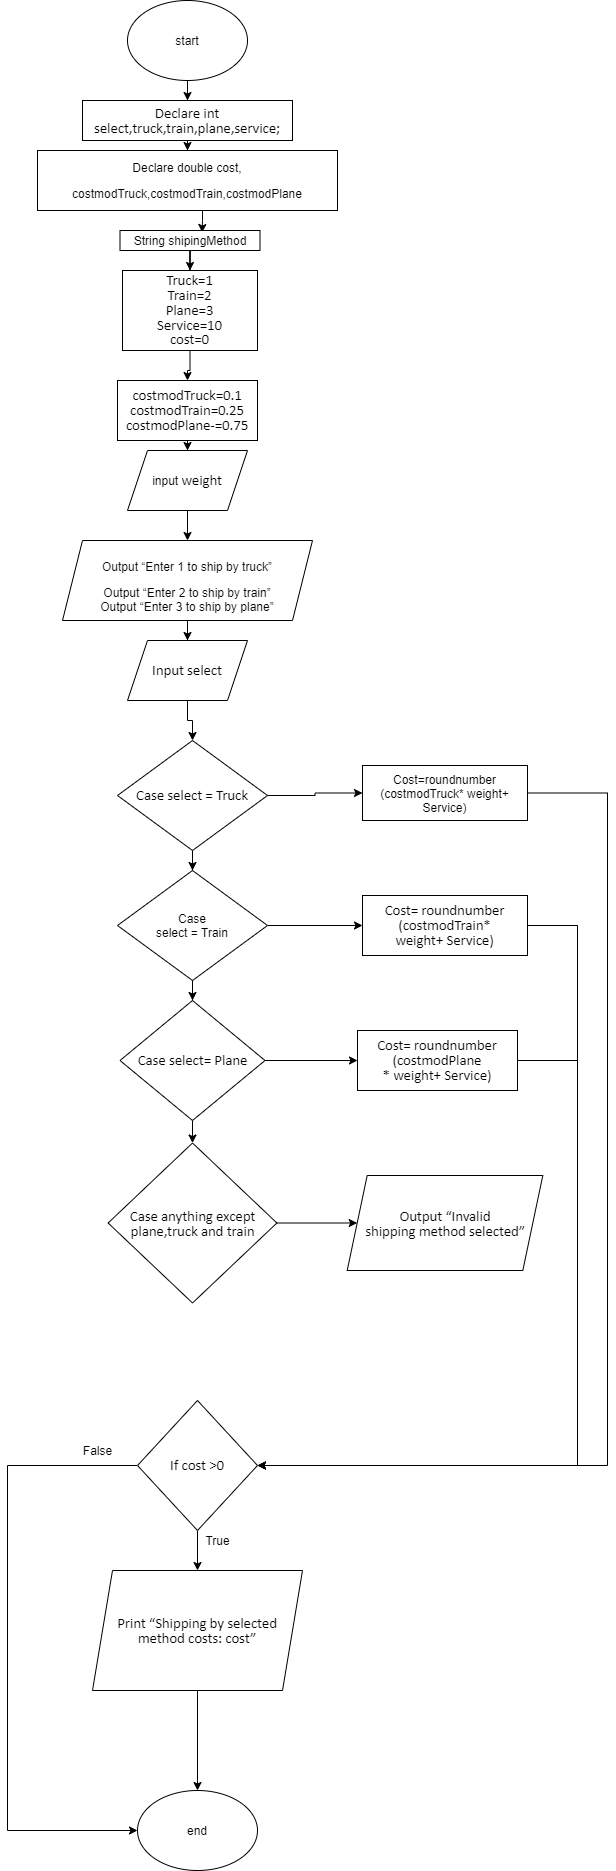 start
Declare int
select,truck,train,plane,service;
Declare double cost,
costmodTruck,costmodTrain,costmodPlane
String shipingMethod
Truck=1
Train=2
Plane=3
Service=10
cost=0
costmodTruck=0.1
costmodTrain=0.25
costmodPlane-=0.75
input weight
Output “Enter 1 to ship by truck”
Output “Enter 2 to ship by train”
Output “Enter 3 to ship by plane”
Input select
Case select = Truck
Cost=roundnumber
(costmodTruck* weight+
Service)
Case
select = Train
Cost= roundnumber
(costmodTrain*
weight+ Service)
Case select= Plane
Cost= roundnumber
(costmodPlane
* weight+ Service)
Case anything except
plane,truck and train
Output “Invalid
shipping method selected”
If cost >0
False
True
Print “Shipping by selected
method costs: cost”
end